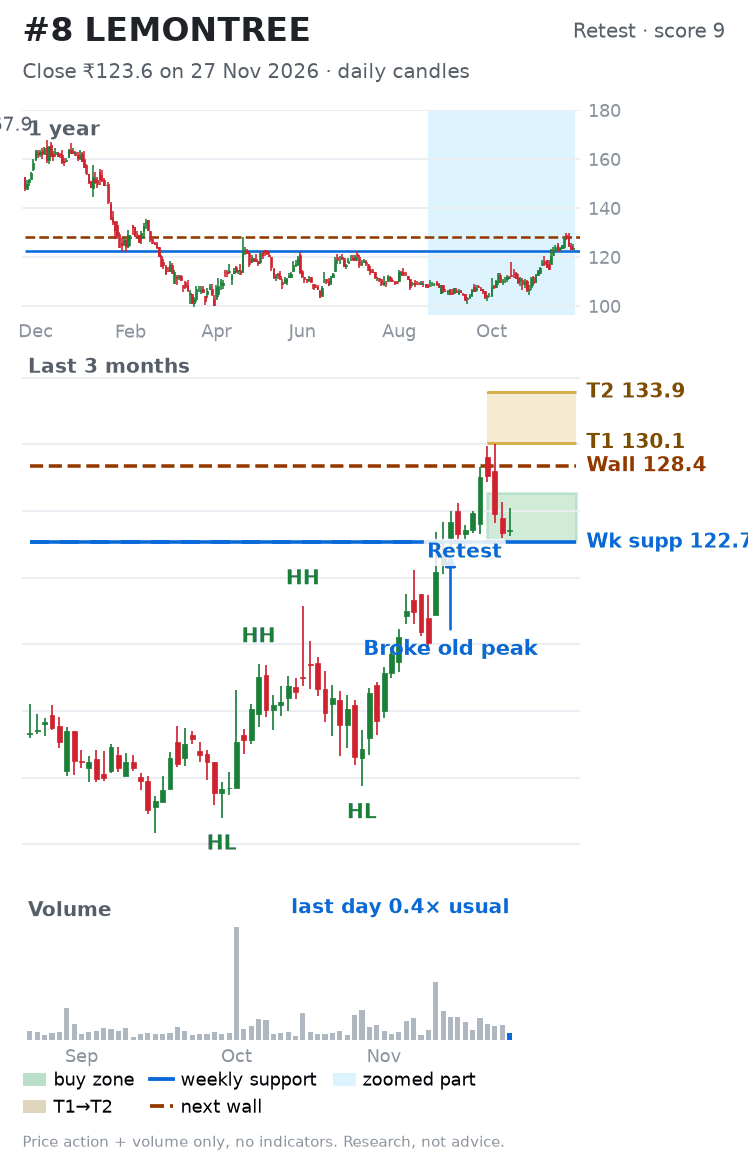 #8 LEMONTREE
Retest · score 9
Close ₹123.6 on 27 Nov 2026 · daily candles
67.9
1 year
180
160
140
120
100
Dec Feb Apr Jun Aug Oct
Last 3 months
T2 133.9
T1 130.1
Wall 128.4
Wk supp 122.7
Retest
HH
HH
Broke old peak
HL
HL
Volume
last day 0.4× usual
Sep Oct Nov
buy zone weekly support zoomed part
T1→T2 next wall
Price action + volume only, no indicators. Research, not advice.